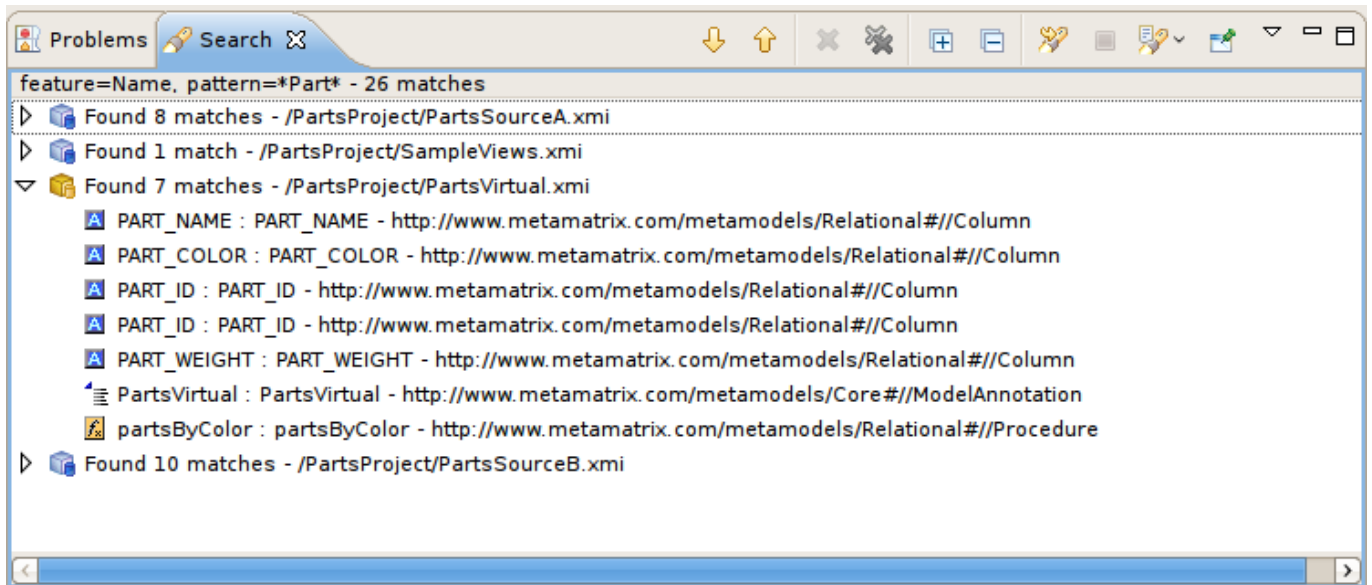 Problems Search
feature=Name, pattern=*Part* - 26 matches
Found 8 matches - /PartsProject/PartsSourceA.xmi
Found 1 match - /PartsProject/SampleViews.xmi
Found 7 matches - /PartsProject/PartsVirtual.xmi
PART_NAME : PART_NAME - http://www.metamatrix.com/metamodels/Relational#//Column
PART_COLOR : PART_COLOR - http://www.metamatrix.com/metamodels/Relational#//Column
PART_ID : PART_ID - http://www.metamatrix.com/metamodels/Relational#//Column
PART_ID : PART_ID - http://www.metamatrix.com/metamodels/Relational#//Column
PART_WEIGHT : PART_WEIGHT - http://www.metamatrix.com/metamodels/Relational#//Column
PartsVirtual : PartsVirtual - http://www.metamatrix.com/metamodels/Core#//ModelAnnotation
partsByColor : partsByColor - http://www.metamatrix.com/metamodels/Relational#//Procedure
Found 10 matches - /PartsProject/PartsSourceB.xmi